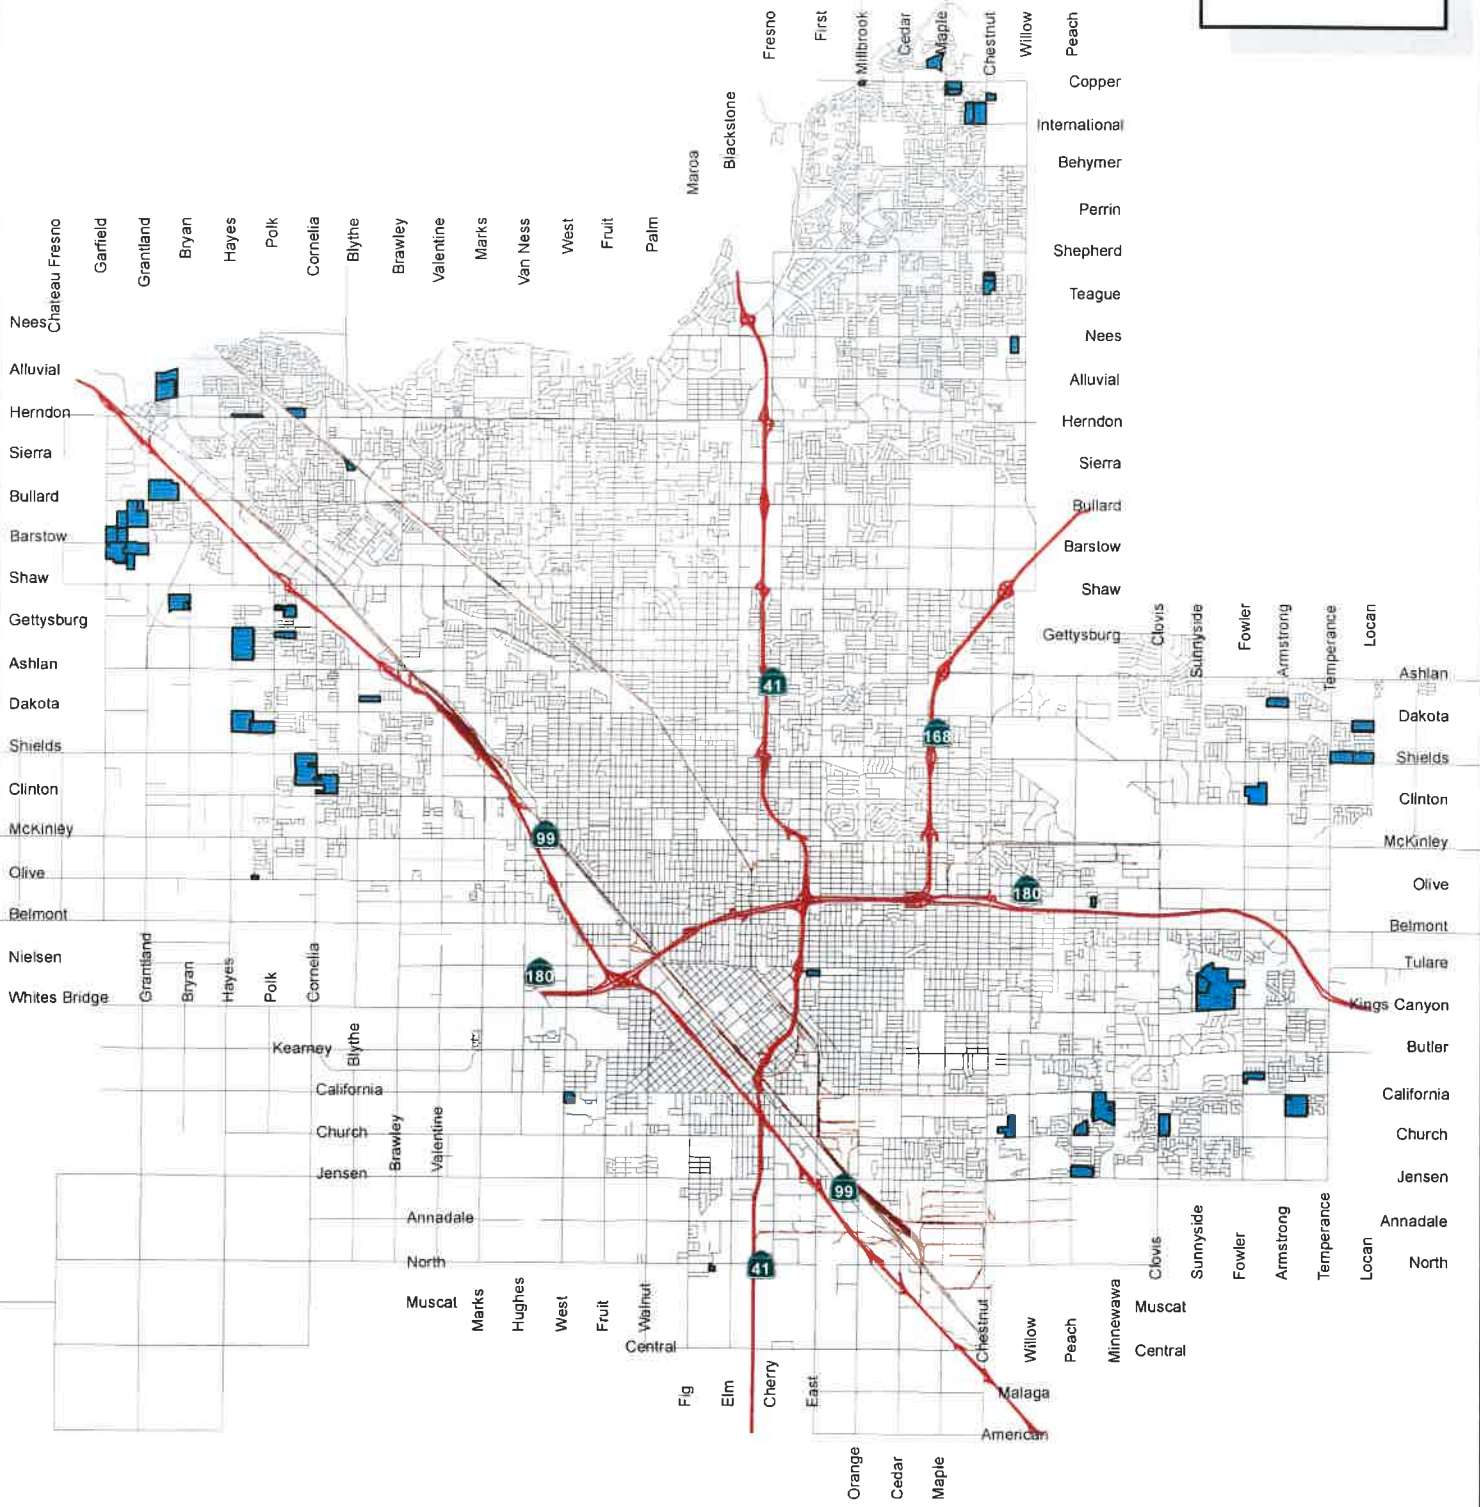 Fresno
First
Millbrook
Cedar
Maple
Chestnut
Willow
Peach
Copper
International
Behymer
Perrin
Shepherd
Teague
Nees
Alluvial
Herndon
Sierra
Bullard
Barstow
Shaw
Gettysburg
Maroa
Blackstone
Chateau Fresno
Garfield
Grantland
Bryan
Hayes
Polk
Cornelia
Blythe
Brawley
Valentine
Marks
Van Ness
West
Fruit
Palm
Nees
Alluvial
Herndon
Sierra
Bullard
Barstow
Shaw
Gettysburg
Ashlan
Dakota
Shields
Clinton
McKinley
Olive
Belmont
Nielsen
Whites Bridge
Clovis
Sunnyside
Fowler
Armstrong
Temperance
Locan
Ashlan
Dakota
Shields
Clinton
McKinley
Olive
Belmont
Tulare
Kings Canyon
Butler
California
Church
Jensen
Annadale
North
41
168
99
180
180
99
41
Grantland
Bryan
Hayes
Polk
Cornelia
Kearney
Blythe
California
Church
Jensen
Brawley
Valentine
Annadale
North
Muscat
Marks
Hughes
West
Fruit
Walnut
Central
Fig
Elm
Cherry
East
Orange
Cedar
Maple
Chestnut
Willow
Peach
Minnewawa
Clovis
Sunnyside
Fowler
Armstrong
Temperance
Locan
Muscat
Central
Malaga
American